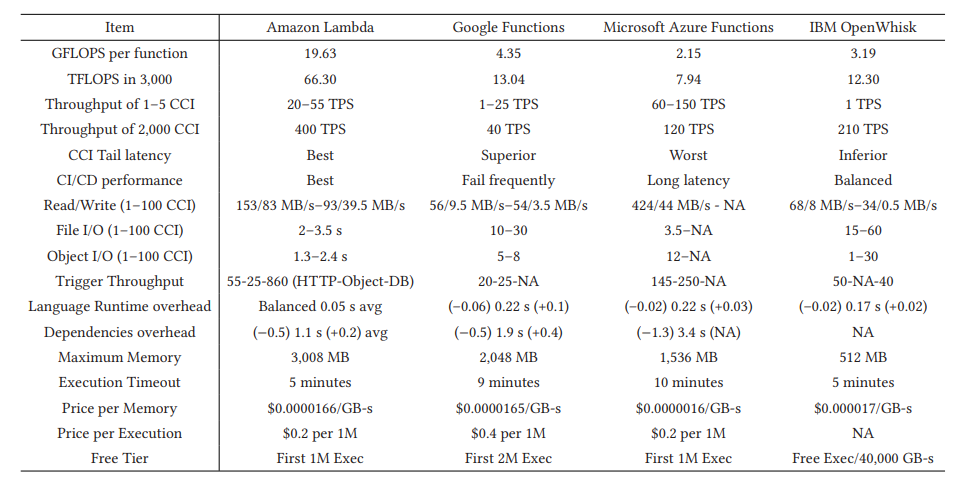 Item Amazon Lambda Google Functions Microsoft Azure Functions IBM OpenWhisk
GFLOPS per function 19.63 4.35 2.15 3.19
TFLOPS in 3,000 66.30 13.04 7.94 12.30
Throughput of 1–5 CCI 20–55 TPS 1–25 TPS 60–150 TPS 1 TPS
Throughput of 2,000 CCI 400 TPS 40 TPS 120 TPS 210 TPS
CCI Tail latency Best Superior Worst Inferior
CI/CD performance Best Fail frequently Long latency Balanced
Read/Write (1–100 CCI) 153/83 MB/s–93/39.5 MB/s 56/9.5 MB/s–54/3.5 MB/s 424/44 MB/s - NA 68/8 MB/s–34/0.5 MB/s
File I/O (1–100 CCI) 2–3.5 s 10–30 3.5–NA 15–60
Object I/O (1–100 CCI) 1.3–2.4 s 5–8 12–NA 1–30
Trigger Throughput 55-25-860 (HTTP-Object-DB) 20-25-NA 145-250-NA 50-NA-40
Language Runtime overhead Balanced 0.05 s avg (−0.06) 0.22 s (+0.1) (−0.02) 0.22 s (+0.03) (−0.02) 0.17 s (+0.02)
Dependencies overhead (−0.5) 1.1 s (+0.2) avg (−0.5) 1.9 s (+0.4) (−1.3) 3.4 s (NA) NA
Maximum Memory 3,008 MB 2,048 MB 1,536 MB 512 MB
Execution Timeout 5 minutes 9 minutes 10 minutes 5 minutes
Price per Memory $0.0000166/GB-s $0.0000165/GB-s $0.0000016/GB-s $0.000017/GB-s
Price per Execution $0.2 per 1M $0.4 per 1M $0.2 per 1M NA
Free Tier First 1M Exec First 2M Exec First 1M Exec Free Exec/40,000 GB-s